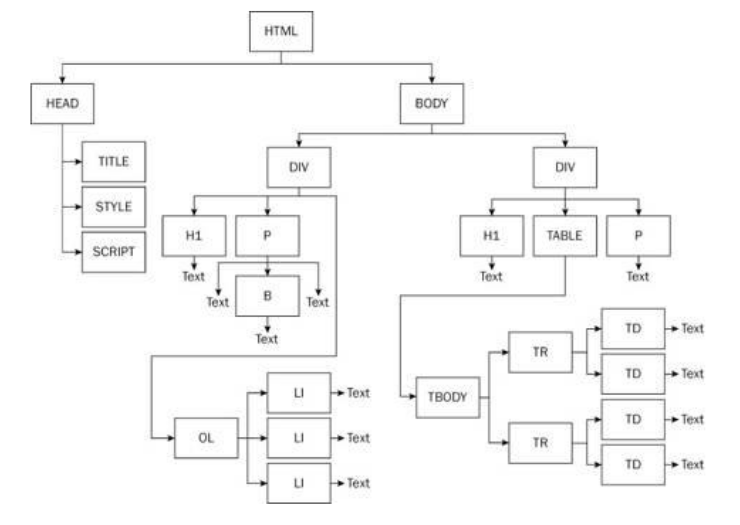 HTML
HEAD
BODY
TITLE
DIV
DIV
STYLE
H1
P
H1
TABLE
P
SCRIPT
Text
Text
Text
Text
B
Text
Text
TR
TD
Text
TD
Text
LI
Text
TBODY
OL
LI
Text
TR
TD
Text
TD
Text
LI
Text